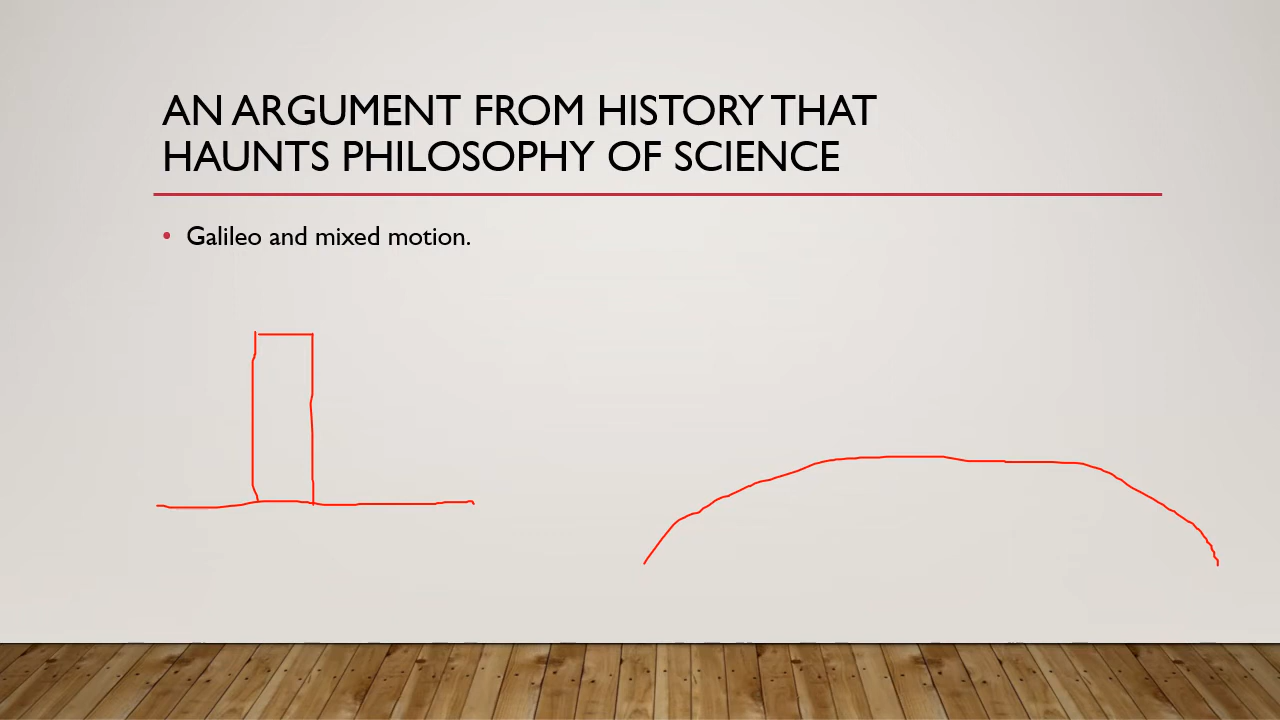 AN ARGUMENT FROM HISTORY THAT
HAUNTS PHILOSOPHY OF SCIENCE
• Galileo and mixed motion.